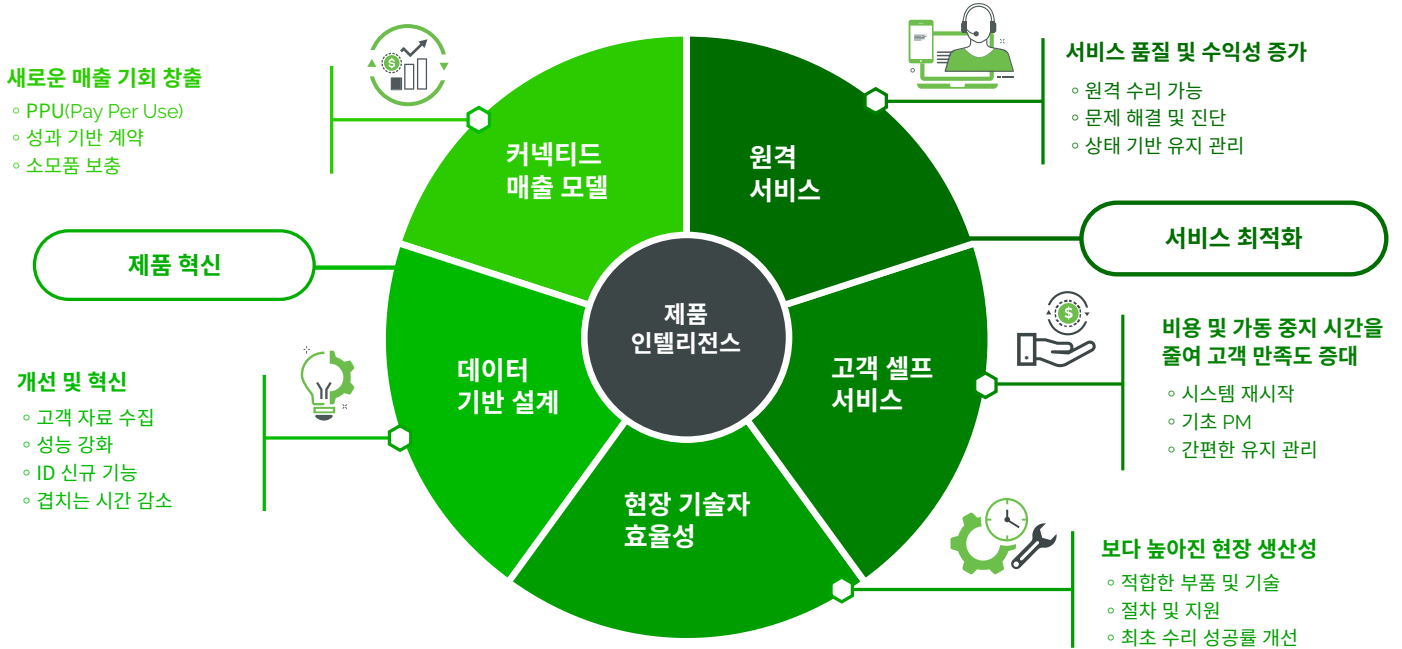 새로운 매출 기회 창출
◦ PPU(Pay Per Use)
◦ 성과 기반 계약
◦ 소모품 보충
제품 혁신
개선 및 혁신
◦ 고객 자료 수집
◦ 성능 강화
◦ ID 신규 기능
◦ 겹치는 시간 감소
커넥티드
매출 모델
원격
서비스
제품
인텔리전스
데이터
기반 설계
고객 셀프
서비스
현장 기술자
효율성
서비스 품질 및 수익성 증가
◦ 원격 수리 가능
◦ 문제 해결 및 진단
◦ 상태 기반 유지 관리
서비스 최적화
비용 및 가동 중지 시간을
줄여 고객 만족도 증대
◦ 시스템 재시작
◦ 기초 PM
◦ 간편한 유지 관리
보다 높아진 현장 생산성
◦ 적합한 부품 및 기술
◦ 절차 및 지원
◦ 최초 수리 성공률 개선